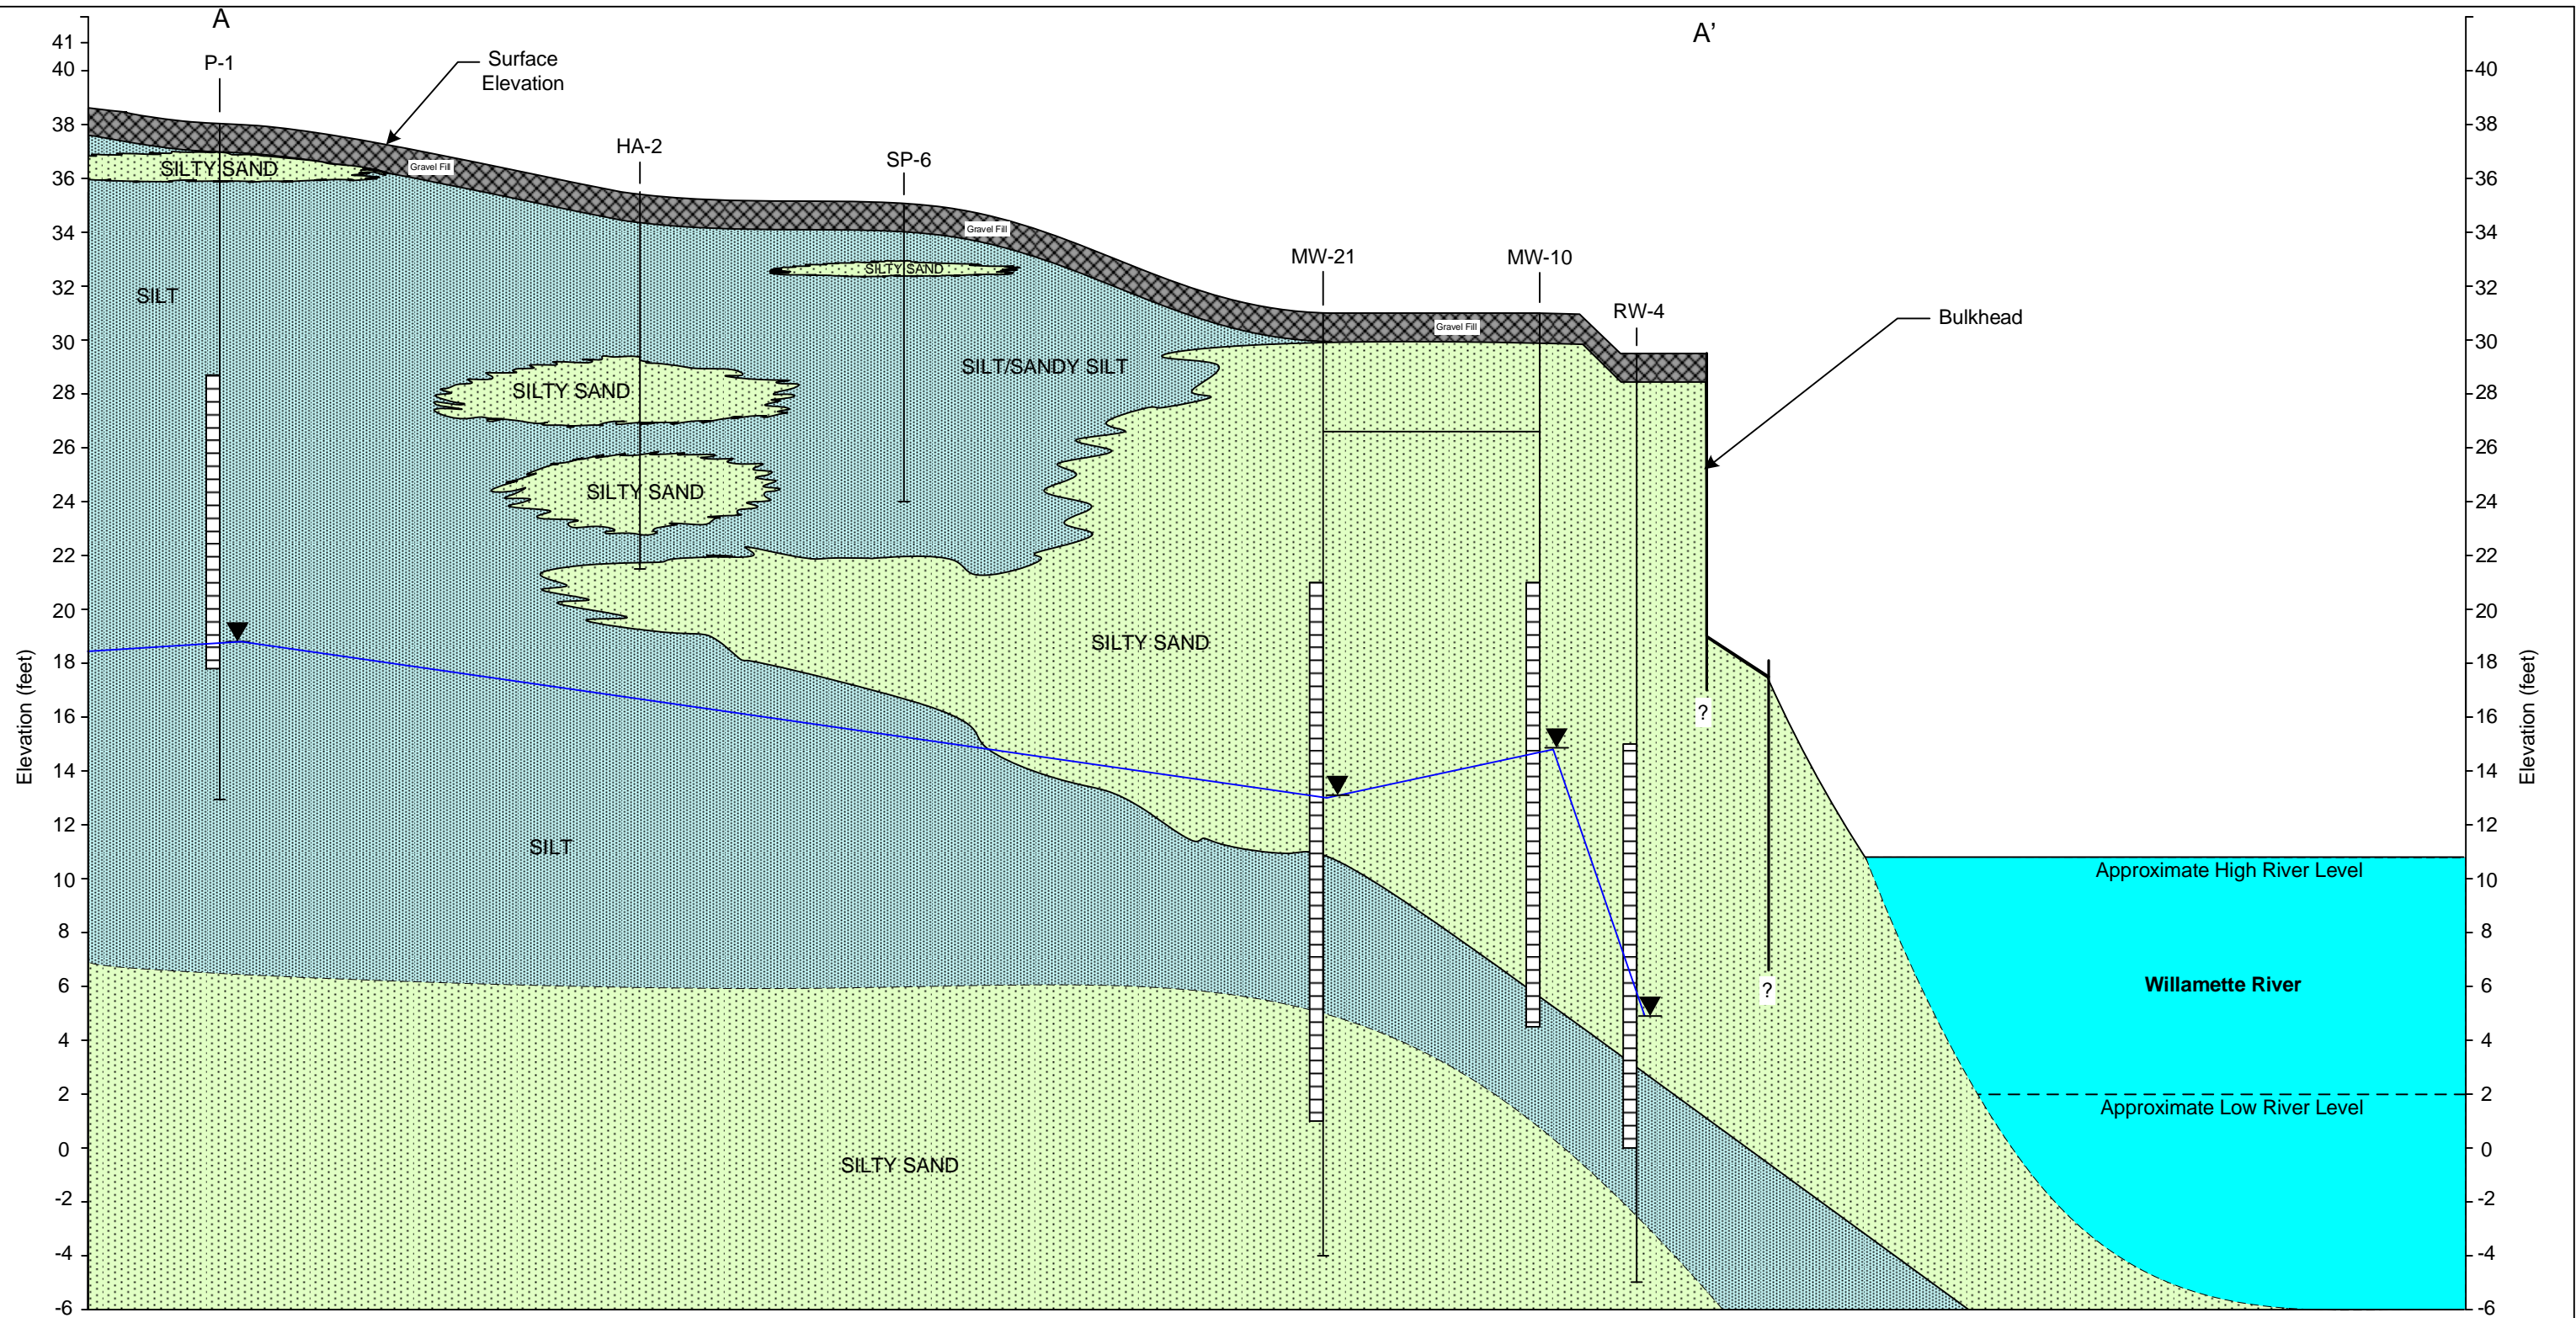 A
A’
P-1
Surface
Elevation
HA-2
SP-6
MW-21
MW-10
RW-4
Bulkhead
41
40
38
36
34
32
30
28
26
24
22
20
18
16
14
12
10
8
6
4
2
0
-2
-4
-6
Elevation (feet)
Gravel Fill
Gravel Fill
Gravel Fill
SILTY SAND
SILTY SAND
SILT
SILT/SANDY SILT
SILTY SAND
SILTY SAND
SILTY SAND
SILT
SILTY SAND
?
?
Approximate High River Level
Willamette River
Approximate Low River Level
40
38
36
34
32
30
28
26
24
22
20
18
16
14
12
10
8
6
4
2
0
-2
-4
-6
Elevation (feet)